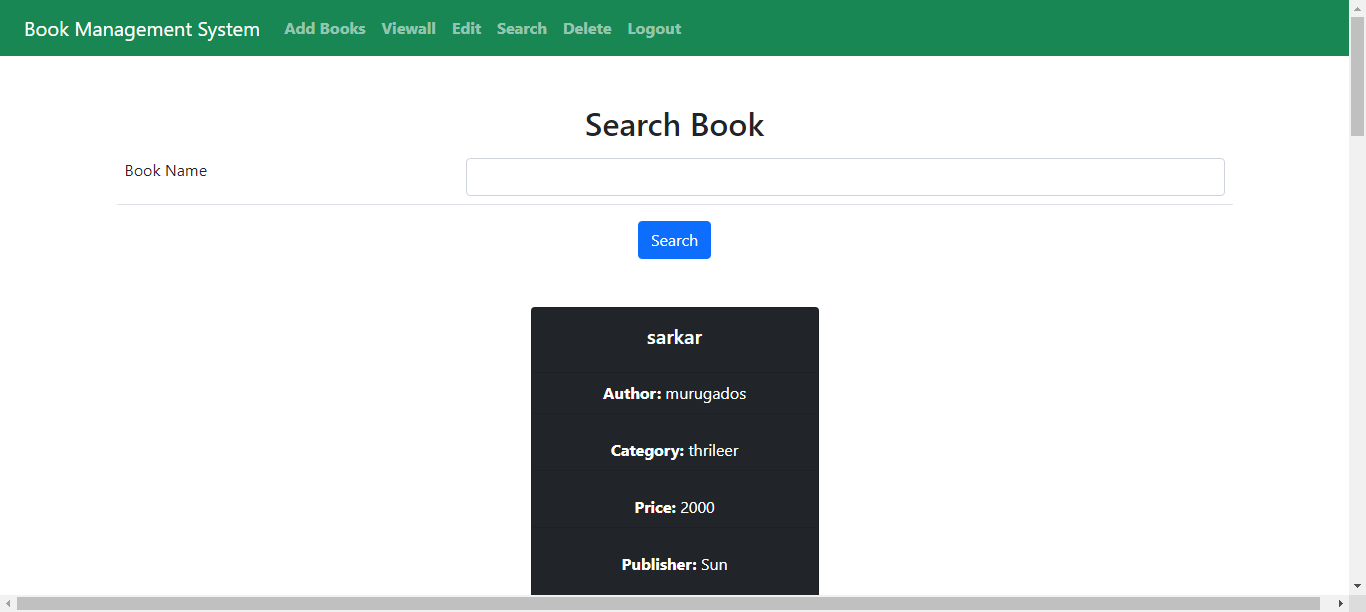 Book Management System Add Books Viewall Edit Search Delete Logout
Search Book
Book Name
Search
sarkar
Author: murugados
Category: thrileer
Price: 2000
Publisher: Sun